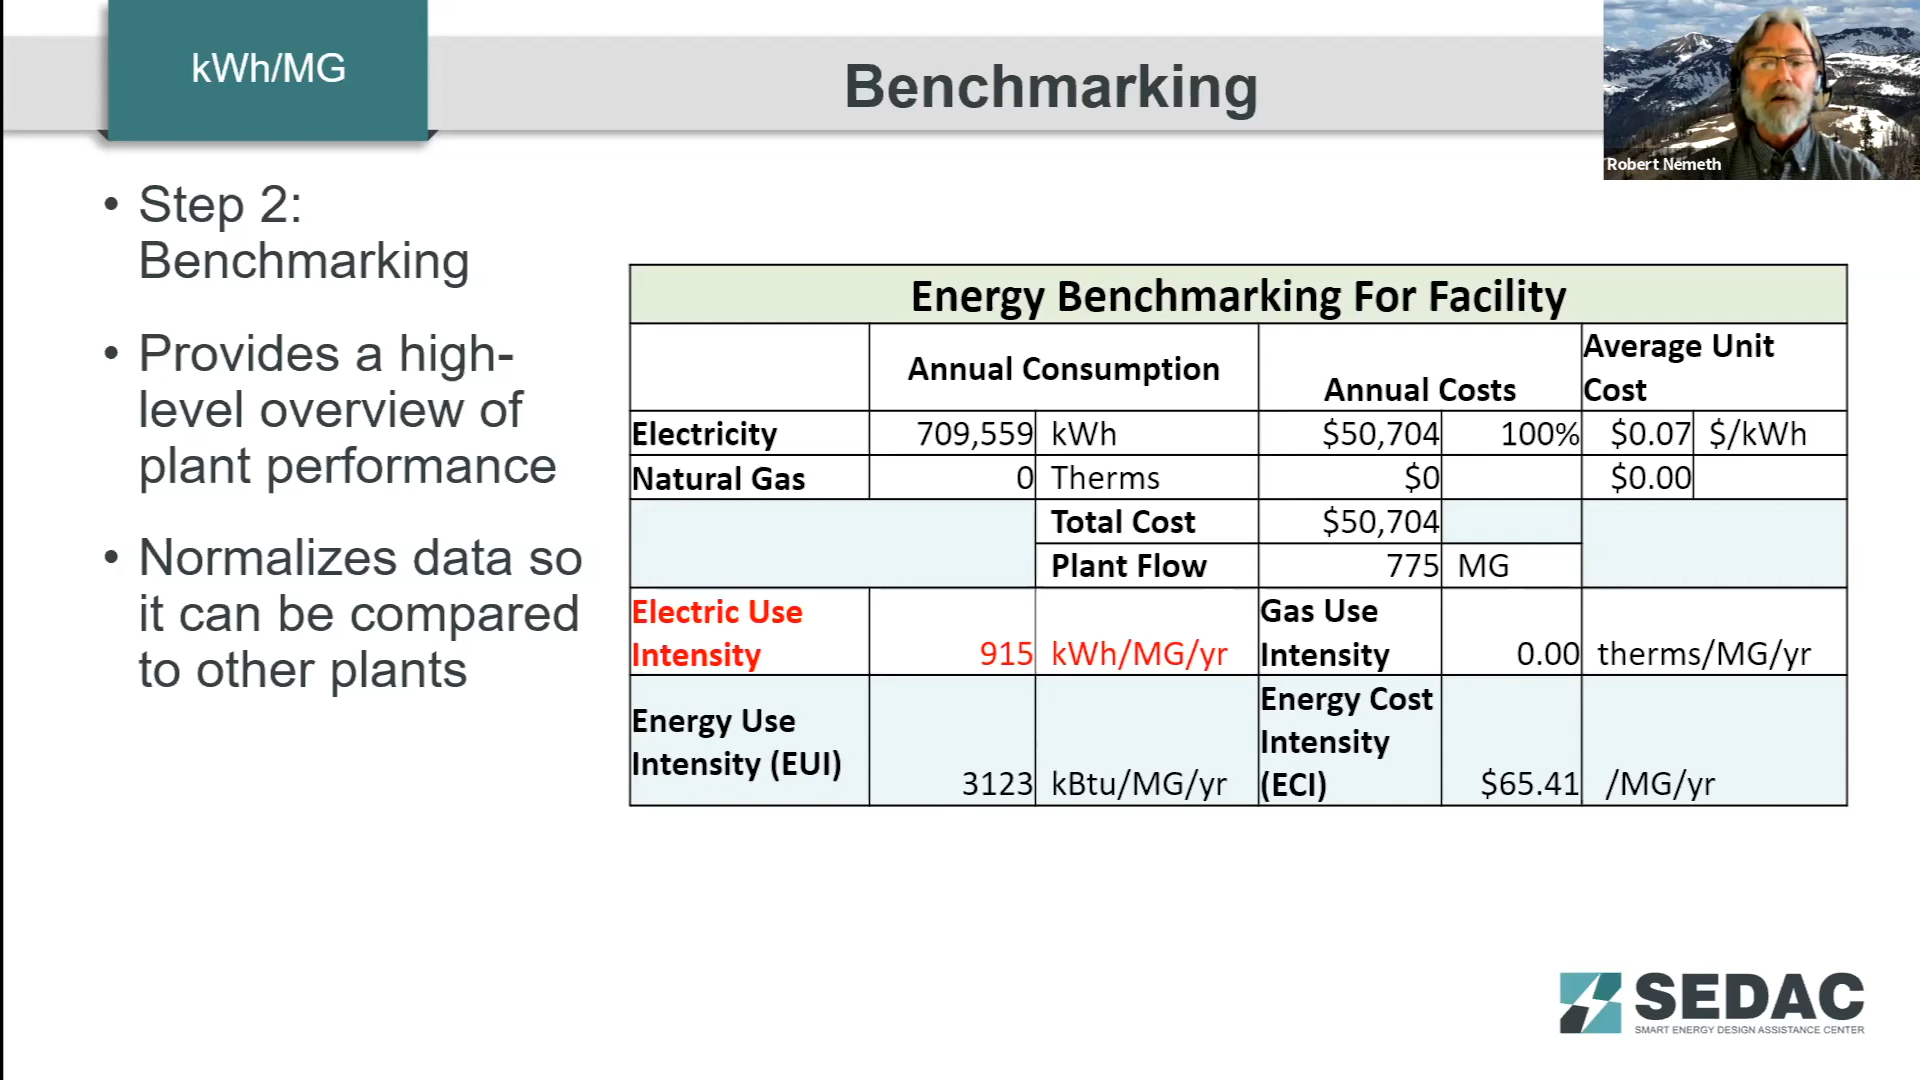 kWh/MG
Benchmarking
Robert Nemeth
• Step 2:
Benchmarking
• Provides a high-
level overview of
plant performance
• Normalizes data so
it can be compared
to other plants
Energy Benchmarking For Facility
Annual Consumption
Annual Costs
Average Unit
Cost
Electricity 709,559 kWh $50,704 100% $0.07 $/kWh
Natural Gas 0 Therms $0 $0.00
Total Cost $50,704
Plant Flow 775 MG
Electric Use
Intensity 915 kWh/MG/yr
Gas Use
Intensity 0.00 therms/MG/yr
Energy Use
Intensity (EUI) 3123 kBtu/MG/yr
Energy Cost
Intensity
(ECI) $65.41 /MG/yr
SEDAC
SMART ENERGY DESIGN ASSISTANCE CENTER